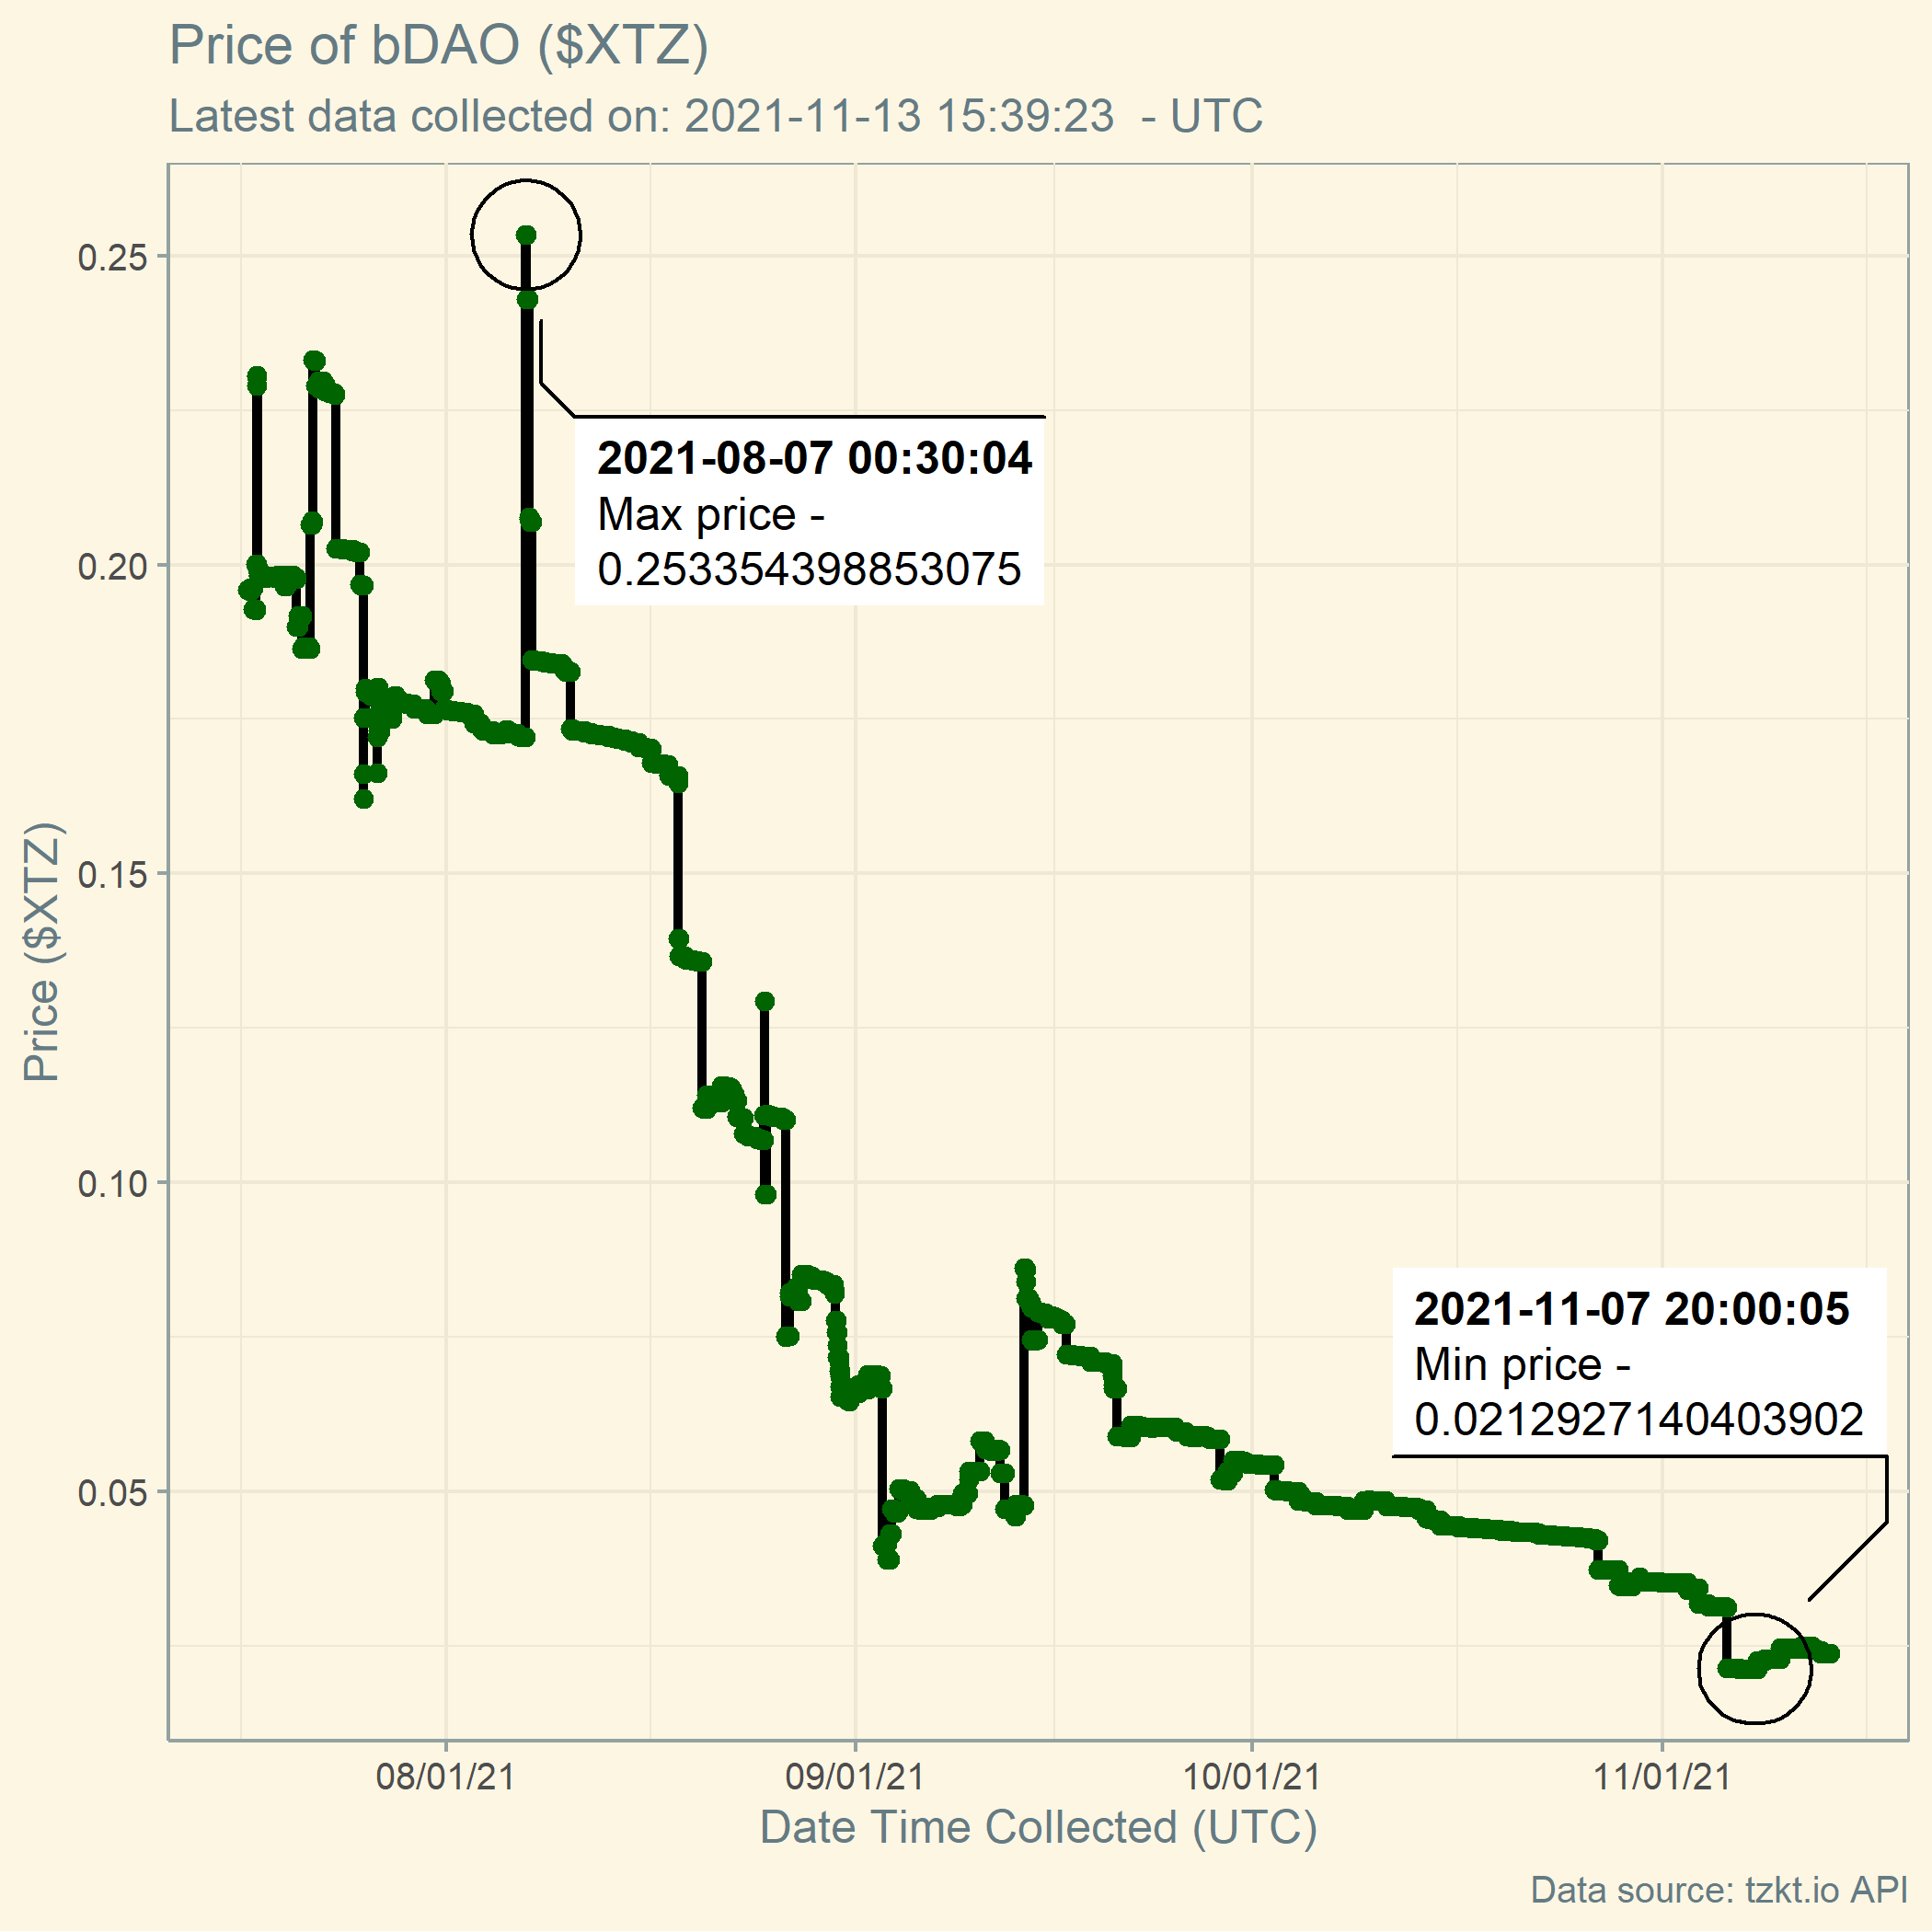 Price of bDAO ($XTZ)
Latest data collected on: 2021-11-13 15:39:23  - UTC
0.25
0.20
0.15
0.10
0.05
Price ($XTZ)
2021-08-07 00:30:04
Max price -
0.253354398853075
2021-11-07 20:00:05
Min price -
0.0212927140403902
08/01/21
09/01/21
10/01/21
11/01/21
Date Time Collected (UTC)
Data source: tzkt.io API